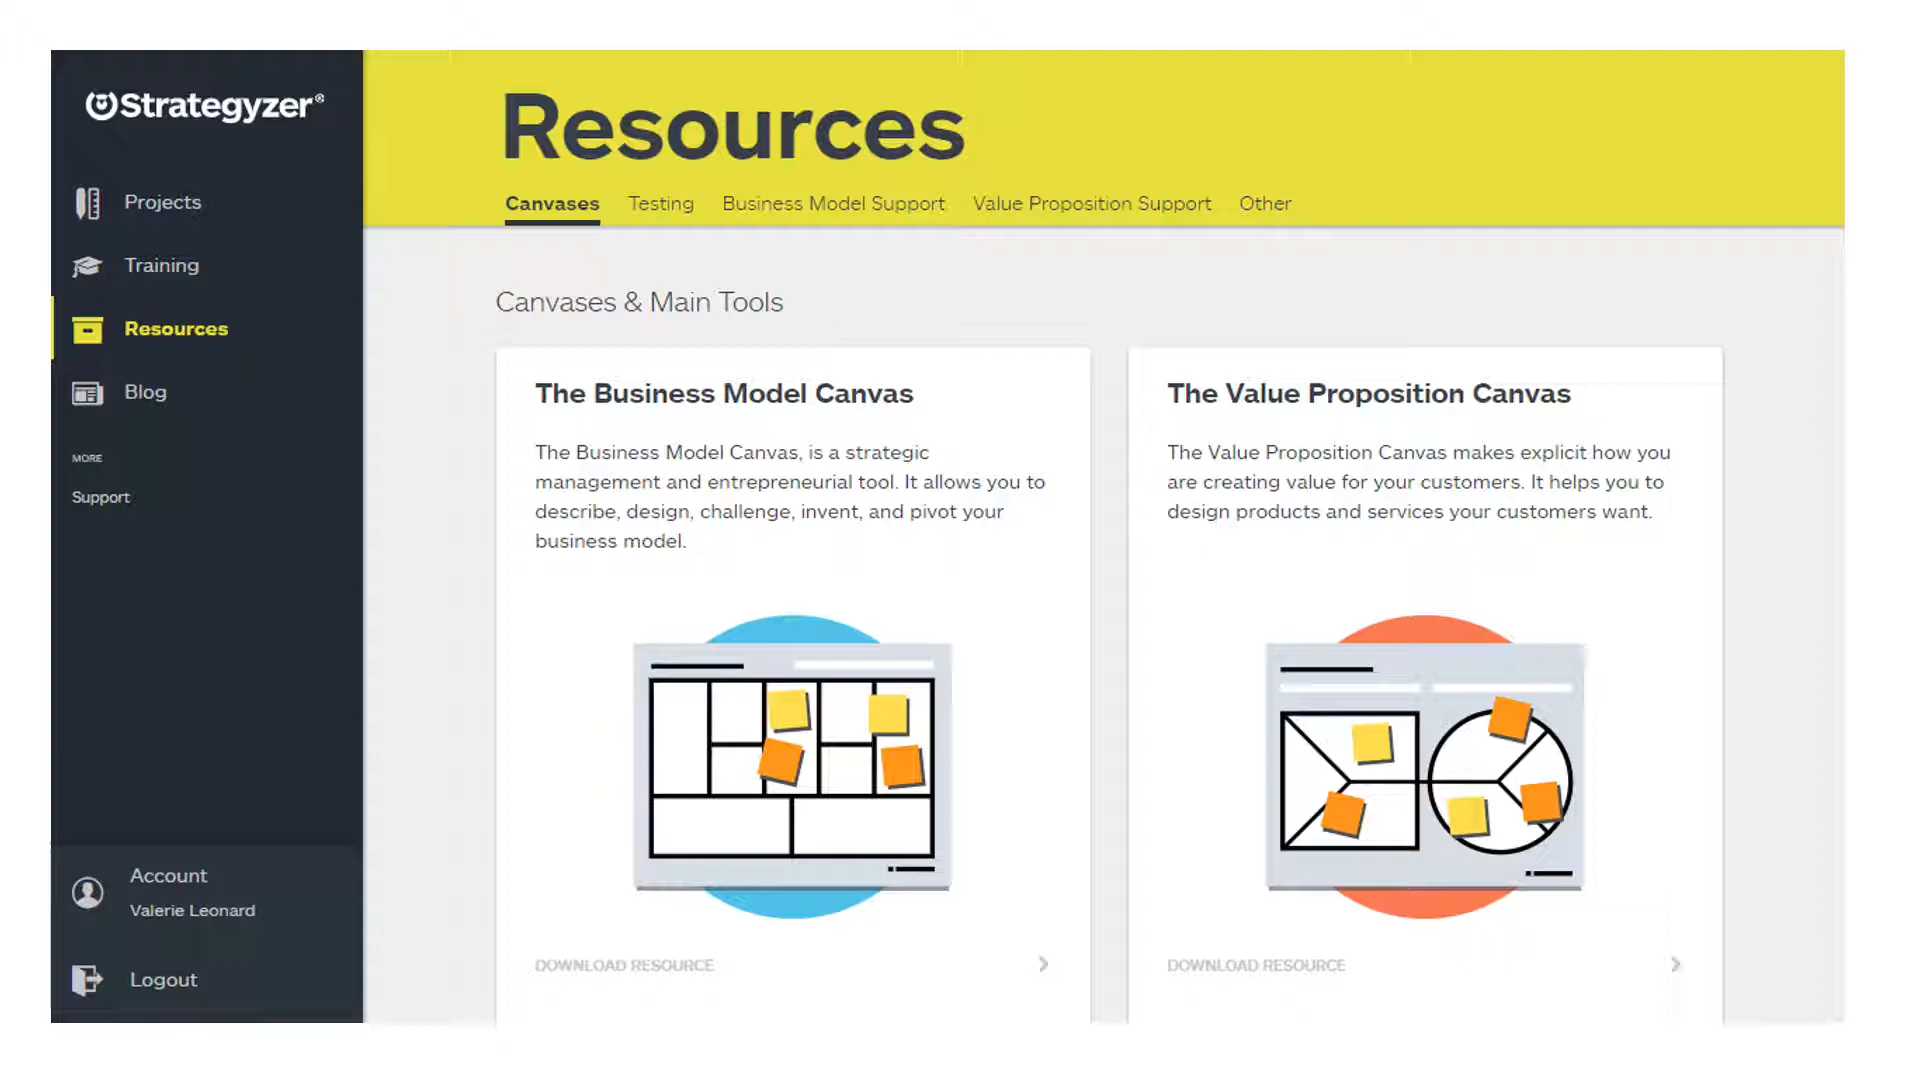 Strategyzer®
Projects
Training
Resources
Blog
MORE
Support
Account
Valerie Leonard
Logout
Resources
Canvases Testing Business Model Support Value Proposition Support Other
Canvases & Main Tools
The Business Model Canvas
The Business Model Canvas, is a strategic
management and entrepreneurial tool. It allows you to
describe, design, challenge, invent, and pivot your
business model.
DOWNLOAD RESOURCE
The Value Proposition Canvas
The Value Proposition Canvas makes explicit how you
are creating value for your customers. It helps you to
design products and services your customers want.
DOWNLOAD RESOURCE